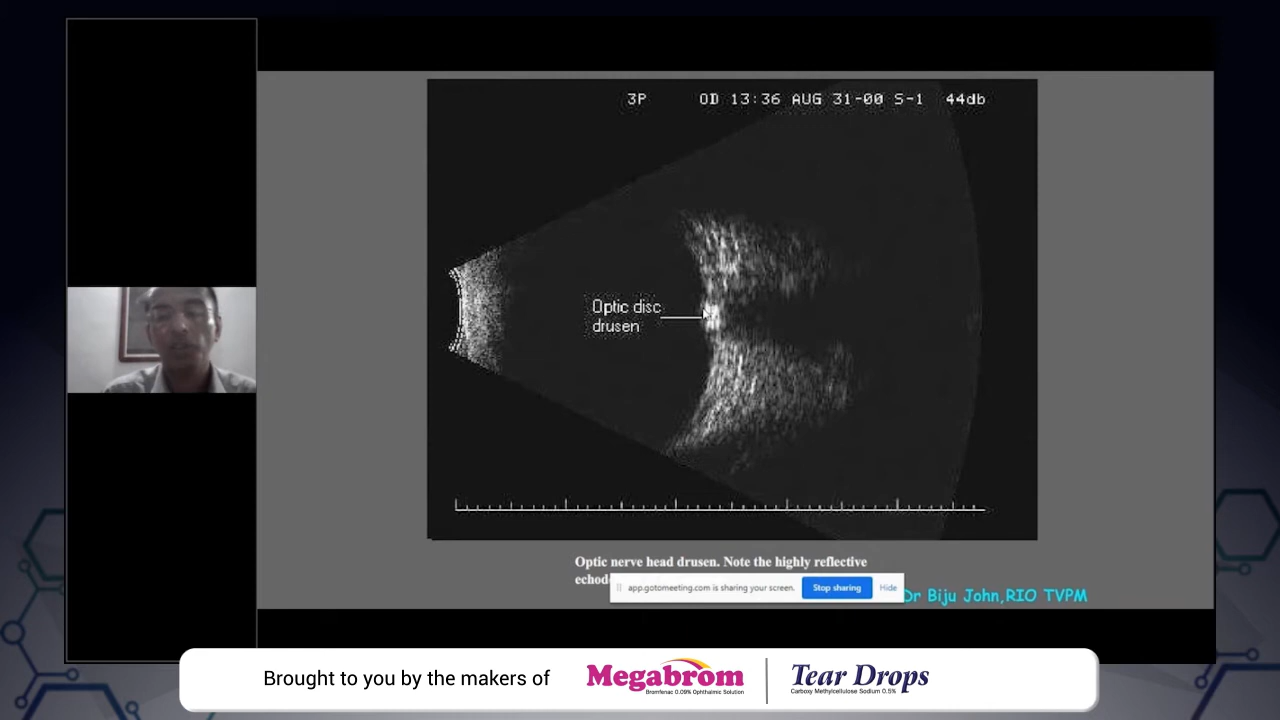 3P OD 13:36 AUG 31-00 S-1 44db
Optic disc
drusen
Optic nerve head drusen. Note the highly reflective
app.gotomeeting.com is sharing your screen. Stop sharing Hide
Dr Biju John,RIO TVPM
Brought to you by the makers of
Megabrom
Bromfenac 0.09% Ophthalmic Solution
Tear Drops
Carboxy Methylcellulose Sodium 0.5%